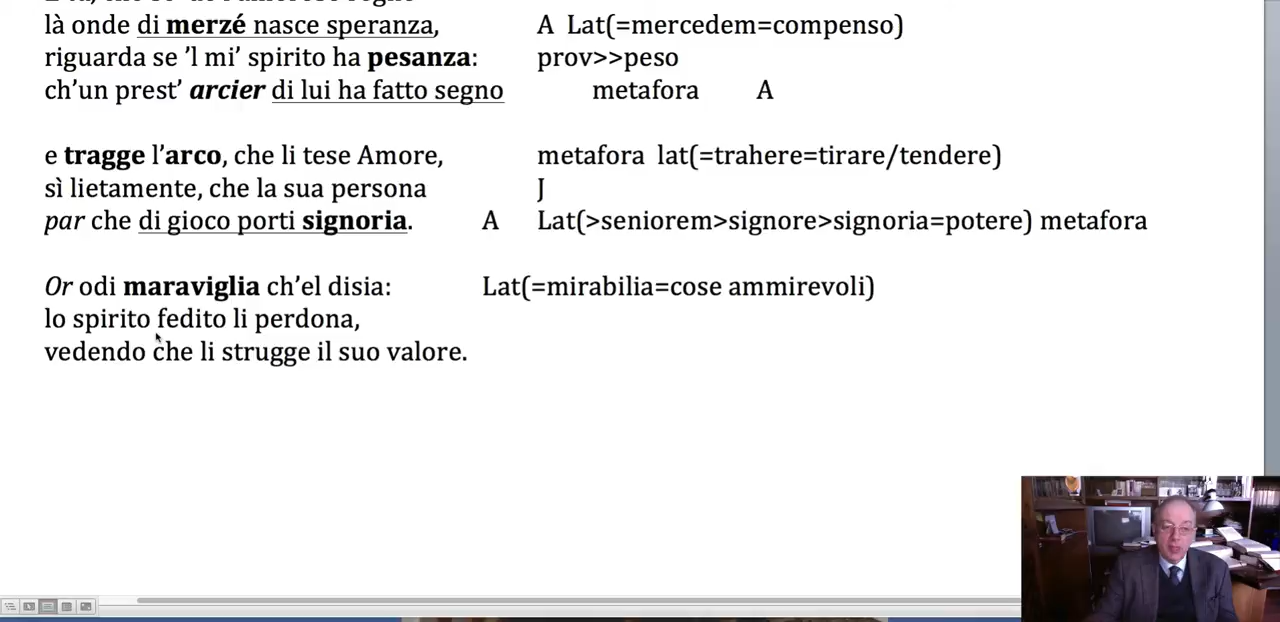 là onde di merzé nasce speranza, A Lat(=mercedem=compenso)
riguarda se ’l mi’ spirito ha pesanza: prov>>peso
ch’un prest’ arcier di lui ha fatto segno metafora A
e tragge l’arco, che li tese Amore, metafora lat(=trahere=tirare/tendere)
sì lietamente, che la sua persona J
par che di gioco porti signoria. A Lat(>seniorem>signore>signoria=potere) metafora
Or odi maraviglia ch’el disia: Lat(=mirabilia=cose ammirevoli)
lo spirito fedito li perdona,
vedendo che li strugge il suo valore.